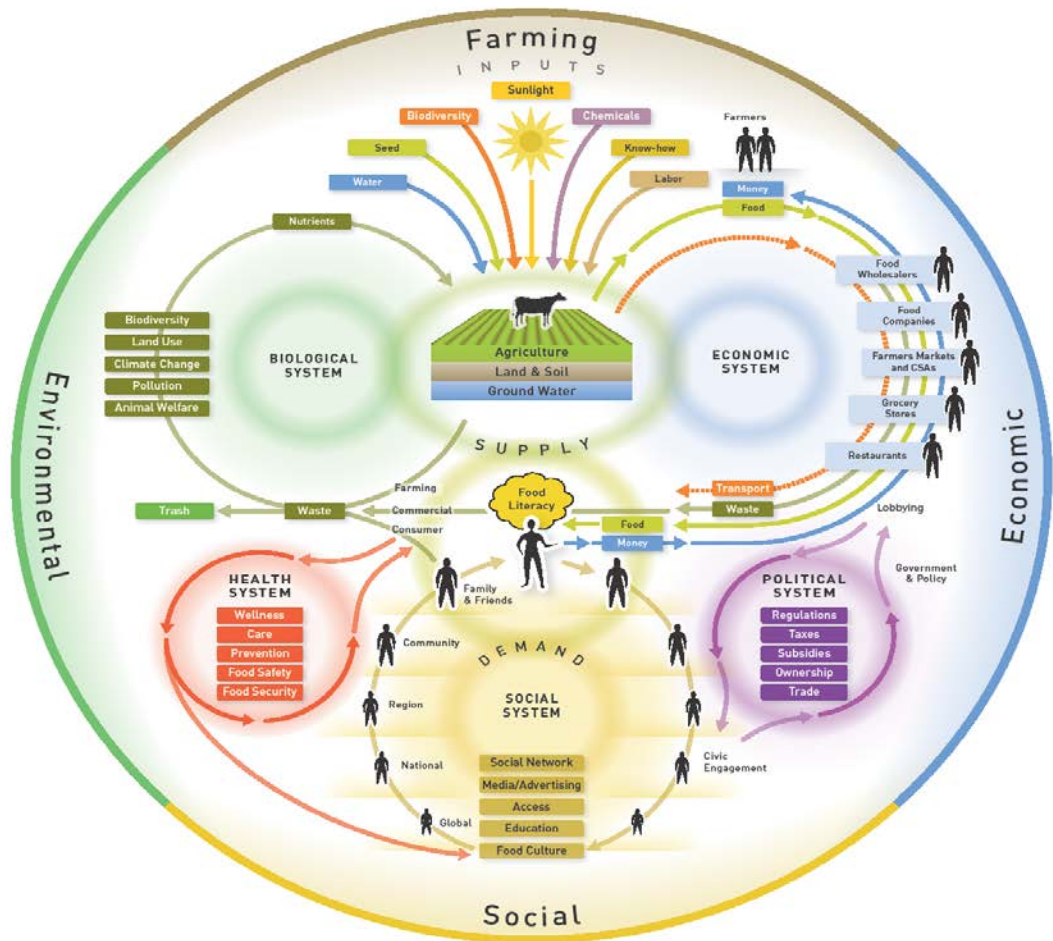 Farming
INPUTS
Sunlight
Biodiversity
Chemicals
Farmers
Seed
Know-how
Water
Labor
Money
Food
Nutrients
Food
Wholesalers
Biodiversity
Land Use
Climate Change
Pollution
Animal Welfare
BIOLOGICAL
SYSTEM
Agriculture
Land & Soil
Ground Water
ECONOMIC
SYSTEM
Food
Companies
Farmers Markets
and CSAs
Grocery
Stores
Restaurants
Environmental
Economic
SUPPLY
Farming
Commercial
Consumer
Food
Literacy
Transport
Waste
Food
Money
Trash
Waste
Lobbying
Government
& Policy
HEALTH
SYSTEM
Wellness
Care
Prevention
Food Safety
Food Security
Family
& Friends
Community
Region
National
Global
DEMAND
SOCIAL
SYSTEM
Social Network
Media/Advertising
Access
Education
Food Culture
POLITICAL
SYSTEM
Regulations
Taxes
Subsidies
Ownership
Trade
Civic
Engagement
Social